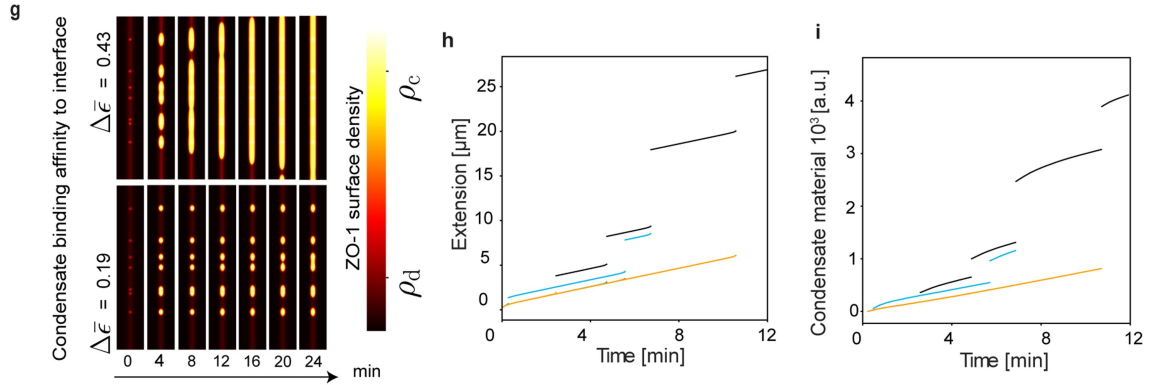 g
Condensate binding affinity to interface
Δε̄ = 0.43
Δε̄ = 0.19
0 4 8 12 16 20 24 min
ZO-1 surface density
ρc
ρd
h
Extension [μm]
25
20
15
10
5
0
0 4 8 12
Time [min]
i
Condensate material 10³ [a.u.]
4
3
2
1
0
0 4 8 12
Time [min]